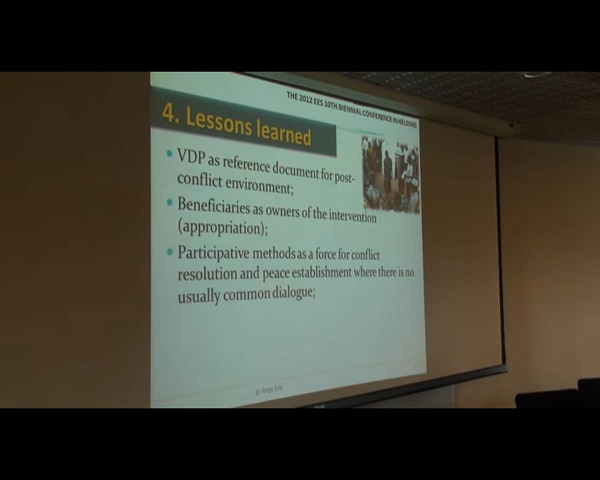 THE 2012 EES 10TH BIENNIAL CONFERENCE IN HELSINKI
4. Lessons learned
VDP as reference document for post-
conflict environment;
Beneficiaries as owners of the intervention
(appropriation);
Participative methods as a force for conflict
resolution and peace establishment where there is no
usually common dialogue;
@ Serge Eric